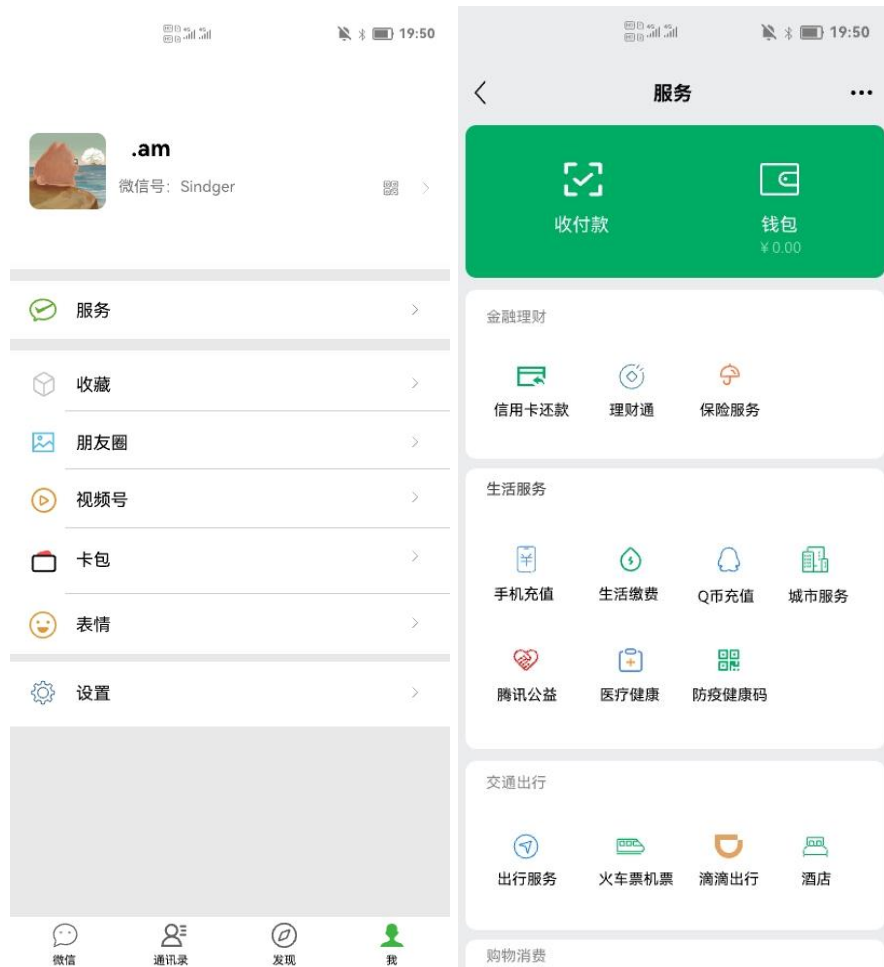 19:50
.am
微信号: Sindger
服务
收藏
朋友圈
视频号
卡包
表情
设置
微信
通讯录
发现
我
19:50
服务
收付款
钱包
¥0.00
金融理财
信用卡还款
理财通
保险服务
生活服务
手机充值
生活缴费
Q币充值
城市服务
腾讯公益
医疗健康
防疫健康码
交通出行
出行服务
火车票机票
滴滴出行
酒店
购物消费